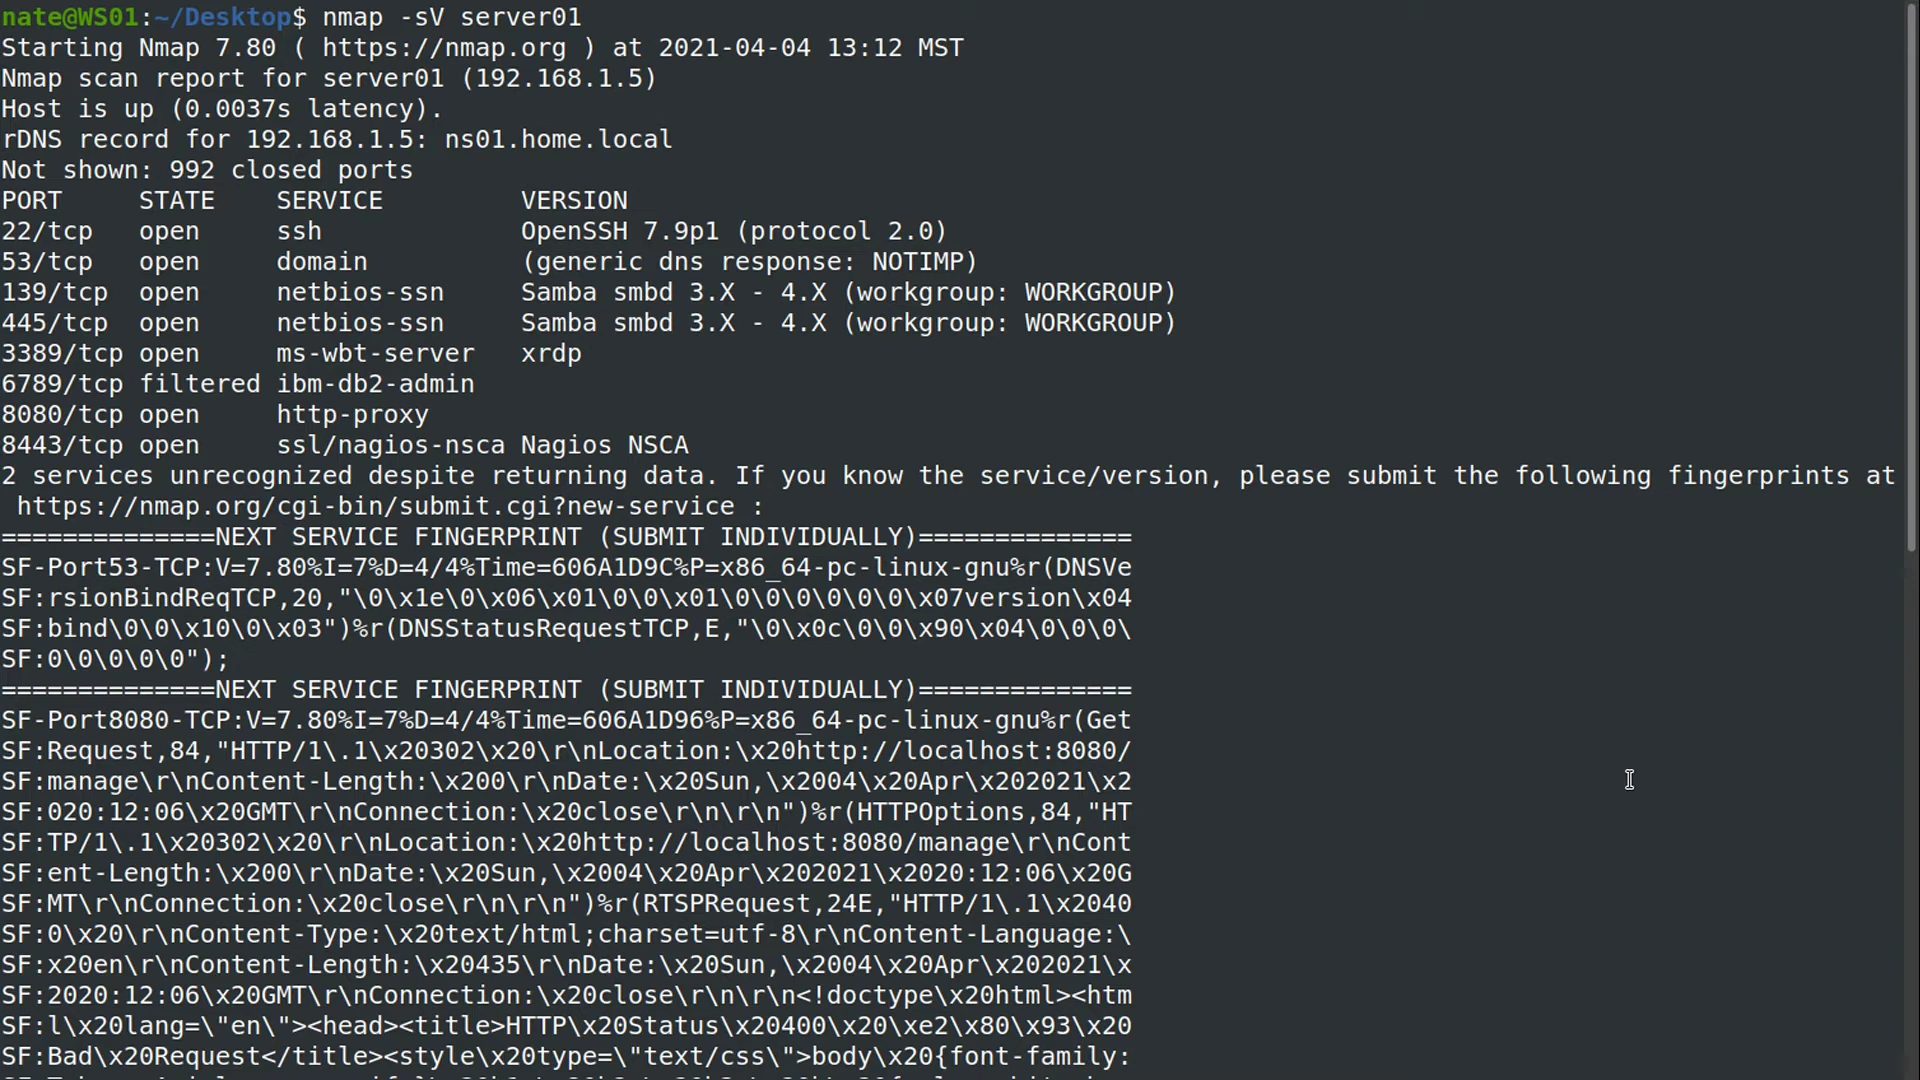 nate@WS01:~/Desktop$ nmap -sV server01
Starting Nmap 7.80 ( https://nmap.org ) at 2021-04-04 13:12 MST
Nmap scan report for server01 (192.168.1.5)
Host is up (0.0037s latency).
rDNS record for 192.168.1.5: ns01.home.local
Not shown: 992 closed ports
PORT     STATE    SERVICE         VERSION
22/tcp   open     ssh             OpenSSH 7.9p1 (protocol 2.0)
53/tcp   open     domain          (generic dns response: NOTIMP)
139/tcp  open     netbios-ssn     Samba smbd 3.X - 4.X (workgroup: WORKGROUP)
445/tcp  open     netbios-ssn     Samba smbd 3.X - 4.X (workgroup: WORKGROUP)
3389/tcp open     ms-wbt-server   xrdp
6789/tcp filtered ibm-db2-admin
8080/tcp open     http-proxy
8443/tcp open     ssl/nagios-nsca Nagios NSCA
2 services unrecognized despite returning data. If you know the service/version, please submit the following fingerprints at
 https://nmap.org/cgi-bin/submit.cgi?new-service :
==============NEXT SERVICE FINGERPRINT (SUBMIT INDIVIDUALLY)==============
SF-Port53-TCP:V=7.80%I=7%D=4/4%Time=606A1D9C%P=x86_64-pc-linux-gnu%r(DNSVe
SF:rsionBindReqTCP,20,"\0\x1e\0\x06\x01\0\0\x01\0\0\0\0\0\0\x07version\x04
SF:bind\0\0\x10\0\x03")%r(DNSStatusRequestTCP,E,"\0\x0c\0\0\x90\x04\0\0\0\
SF:0\0\0\0\0");
==============NEXT SERVICE FINGERPRINT (SUBMIT INDIVIDUALLY)==============
SF-Port8080-TCP:V=7.80%I=7%D=4/4%Time=606A1D96%P=x86_64-pc-linux-gnu%r(Get
SF:Request,84,"HTTP/1\.1\x20302\x20\r\nLocation:\x20http://localhost:8080/
SF:manage\r\nContent-Length:\x200\r\nDate:\x20Sun,\x2004\x20Apr\x202021\x2
SF:020:12:06\x20GMT\r\nConnection:\x20close\r\n\r\n")%r(HTTPOptions,84,"HT
SF:TP/1\.1\x20302\x20\r\nLocation:\x20http://localhost:8080/manage\r\nCont
SF:ent-Length:\x200\r\nDate:\x20Sun,\x2004\x20Apr\x202021\x2020:12:06\x20G
SF:MT\r\nConnection:\x20close\r\n\r\n")%r(RTSPRequest,24E,"HTTP/1\.1\x2040
SF:0\x20\r\nContent-Type:\x20text/html;charset=utf-8\r\nContent-Language:\
SF:x20en\r\nContent-Length:\x20435\r\nDate:\x20Sun,\x2004\x20Apr\x202021\x
SF:2020:12:06\x20GMT\r\nConnection:\x20close\r\n\r\n<!doctype\x20html><htm
SF:l\x20lang=\"en\"><head><title>HTTP\x20Status\x20400\x20\xe2\x80\x93\x20
SF:Bad\x20Request</title><style\x20type=\"text/css\">body\x20{font-family: